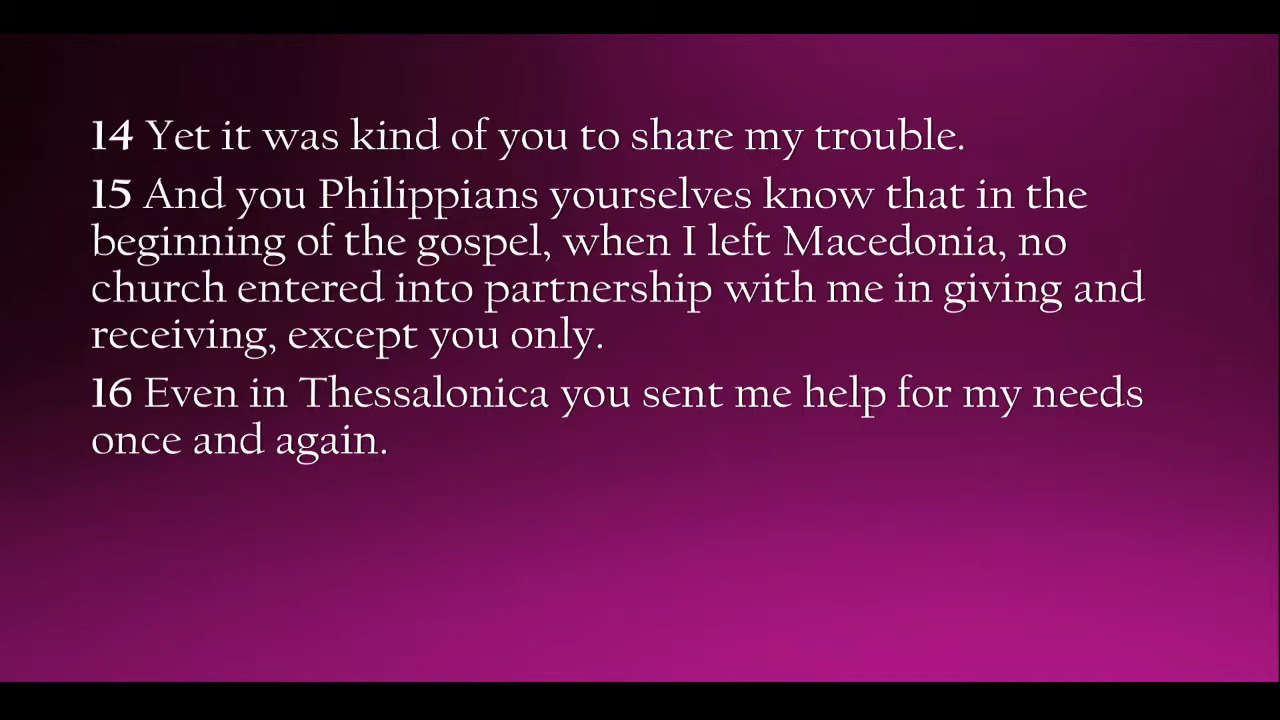 14 Yet it was kind of you to share my trouble.
15 And you Philippians yourselves know that in the
beginning of the gospel, when I left Macedonia, no
church entered into partnership with me in giving and
receiving, except you only.
16 Even in Thessalonica you sent me help for my needs
once and again.